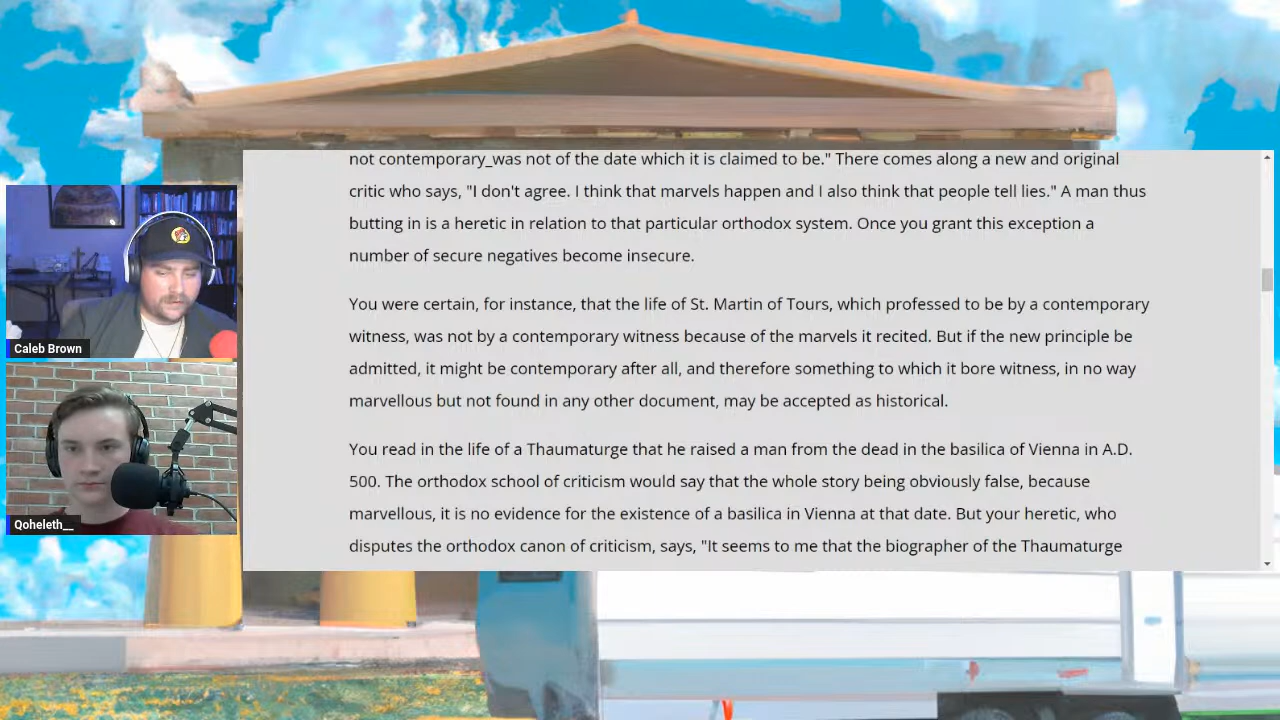 not contemporary_was not of the date which it is claimed to be." There comes along a new and original
critic who says, "I don't agree. I think that marvels happen and I also think that people tell lies." A man thus
butting in is a heretic in relation to that particular orthodox system. Once you grant this exception a
number of secure negatives become insecure.
You were certain, for instance, that the life of St. Martin of Tours, which professed to be by a contemporary
witness, was not by a contemporary witness because of the marvels it recited. But if the new principle be
admitted, it might be contemporary after all, and therefore something to which it bore witness, in no way
marvellous but not found in any other document, may be accepted as historical.
You read in the life of a Thaumaturge that he raised a man from the dead in the basilica of Vienna in A.D.
500. The orthodox school of criticism would say that the whole story being obviously false, because
marvellous, it is no evidence for the existence of a basilica in Vienna at that date. But your heretic, who
disputes the orthodox canon of criticism, says, "It seems to me that the biographer of the Thaumaturge
Caleb Brown
Qoheleth__